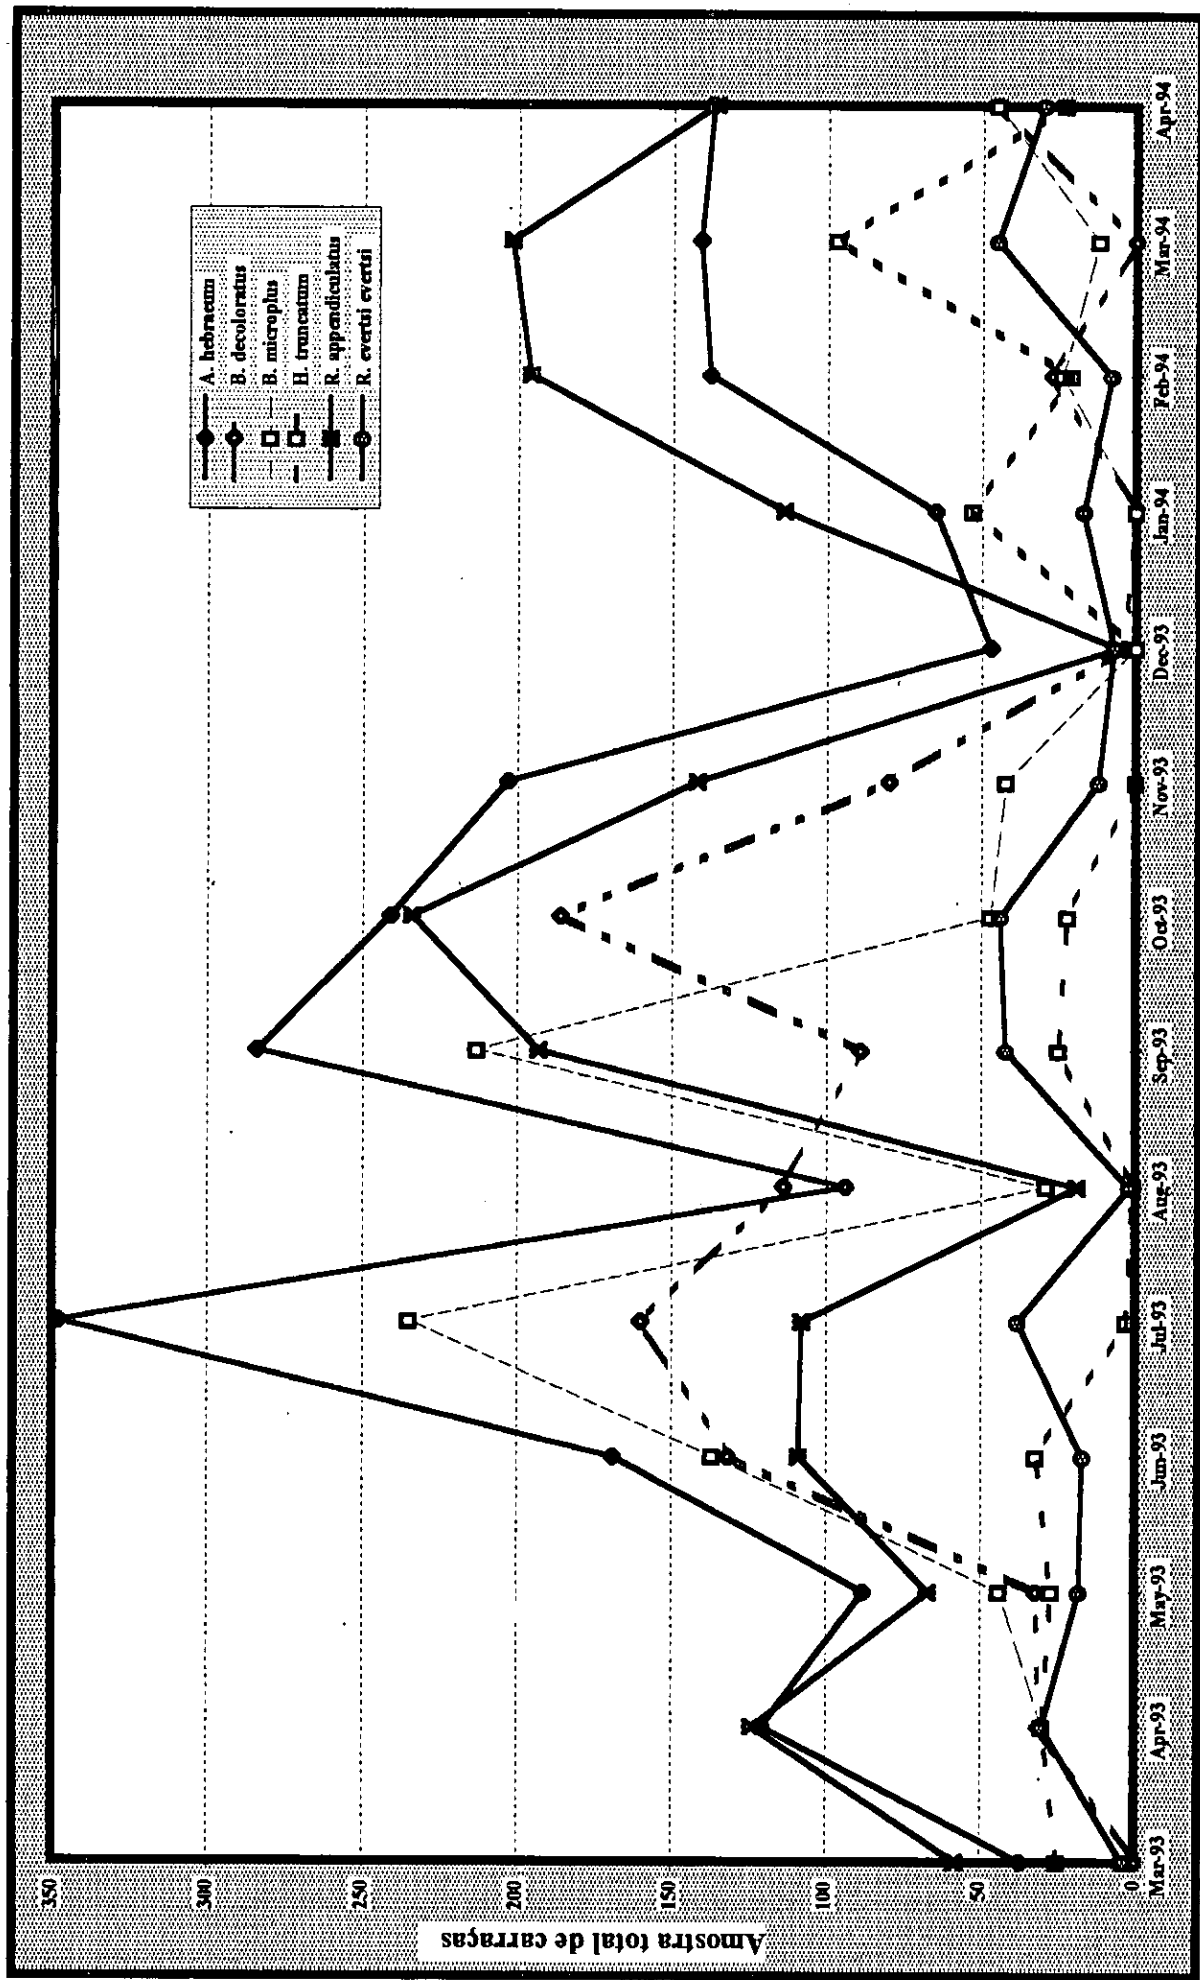 Amostra total de carraças
350
300
250
200
150
100
50
0
Mar-93
Apr-93
May-93
Jun-93
Jul-93
Aug-93
Sep-93
Oct-93
Nov-93
Dec-93
Jan-94
Feb-94
Mar-94
Apr-94
A. hebraeum
B. decoloratus
B. microplus
H. truncatum
R. appendiculatus
R. evertsi evertsi